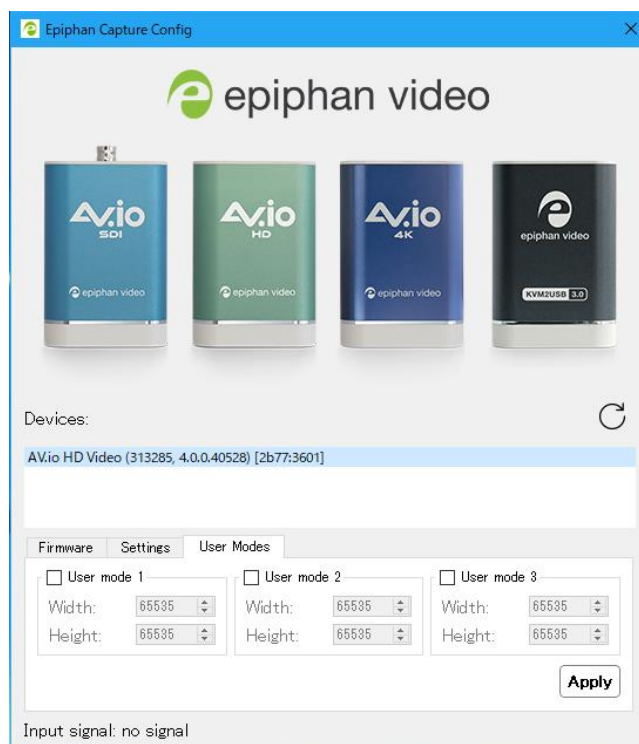 Epiphan Capture Config
epiphan video
AV.io
SDI
epiphan video
AV.io
HD
epiphan video
AV.io
4K
epiphan video
epiphan video
KVM2USB 3.0
Devices:
AV.io HD Video (313285, 4.0.0.40528) [2b77:3601]
Firmware Settings User Modes
User mode 1 User mode 2 User mode 3
Width: 65535 Width: 65535 Width: 65535
Height: 65535 Height: 65535 Height: 65535
Apply
Input signal: no signal